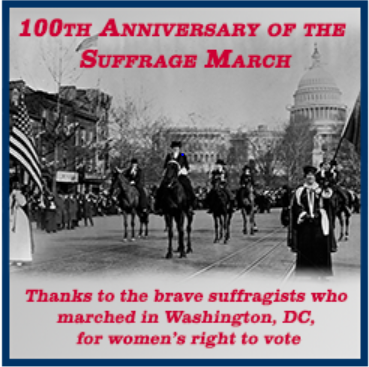 100th Anniversary of the
Suffrage March
Thanks to the brave suffragists who
marched in Washington, DC,
for women's right to vote